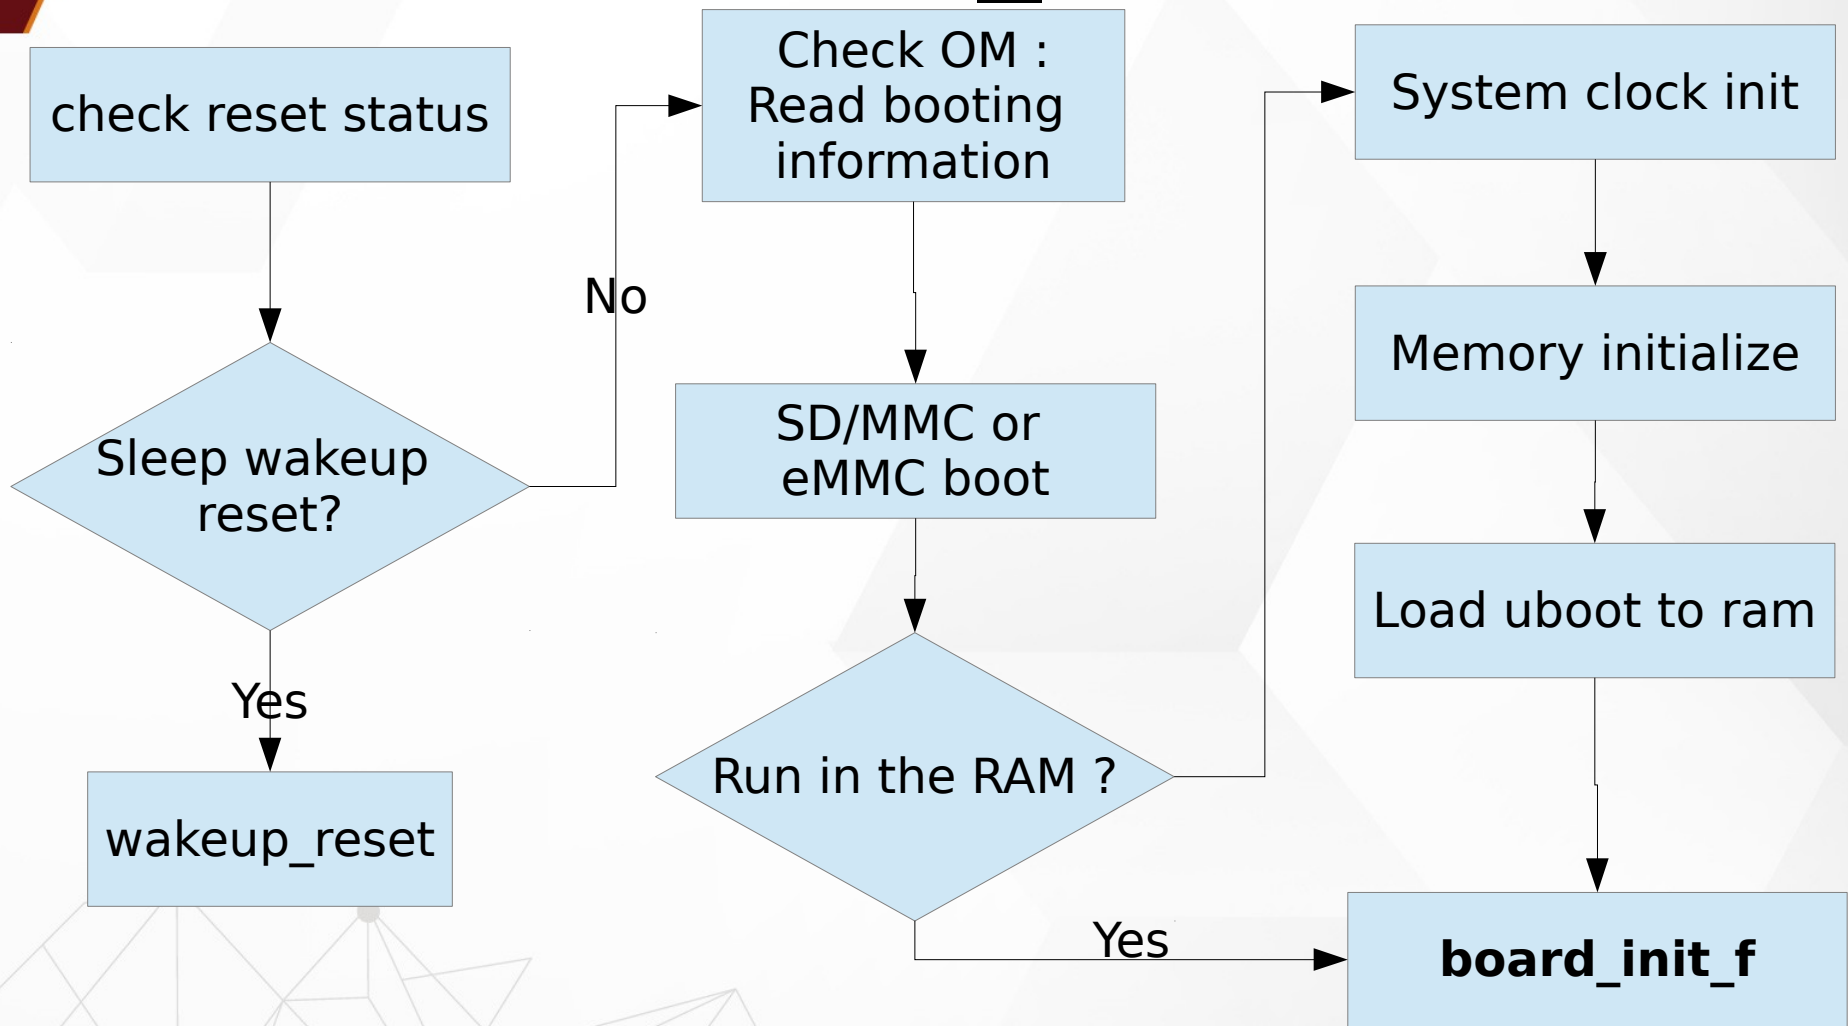 check reset status
Sleep wakeup
reset?
Yes
wakeup_reset
No
Check OM :
Read booting
information
SD/MMC or
eMMC boot
Run in the RAM ?
Yes
System clock init
Memory initialize
Load uboot to ram
board_init_f